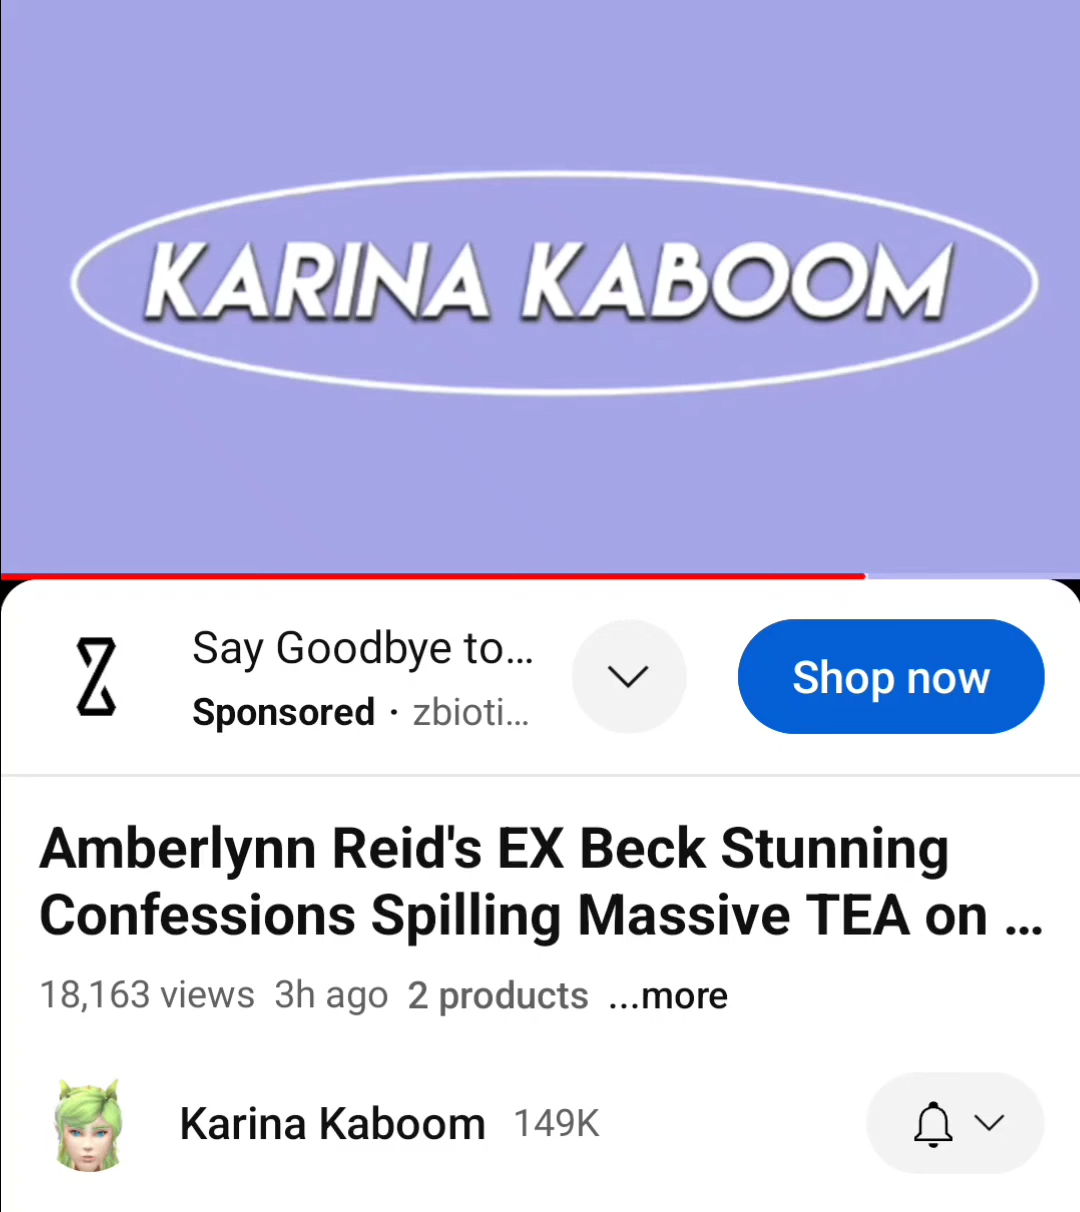 KARINA KABOOM
Say Goodbye to...
Sponsored · zbioti...
Shop now
Amberlynn Reid's EX Beck Stunning
Confessions Spilling Massive TEA on ...
18,163 views 3h ago 2 products ...more
Karina Kaboom 149K